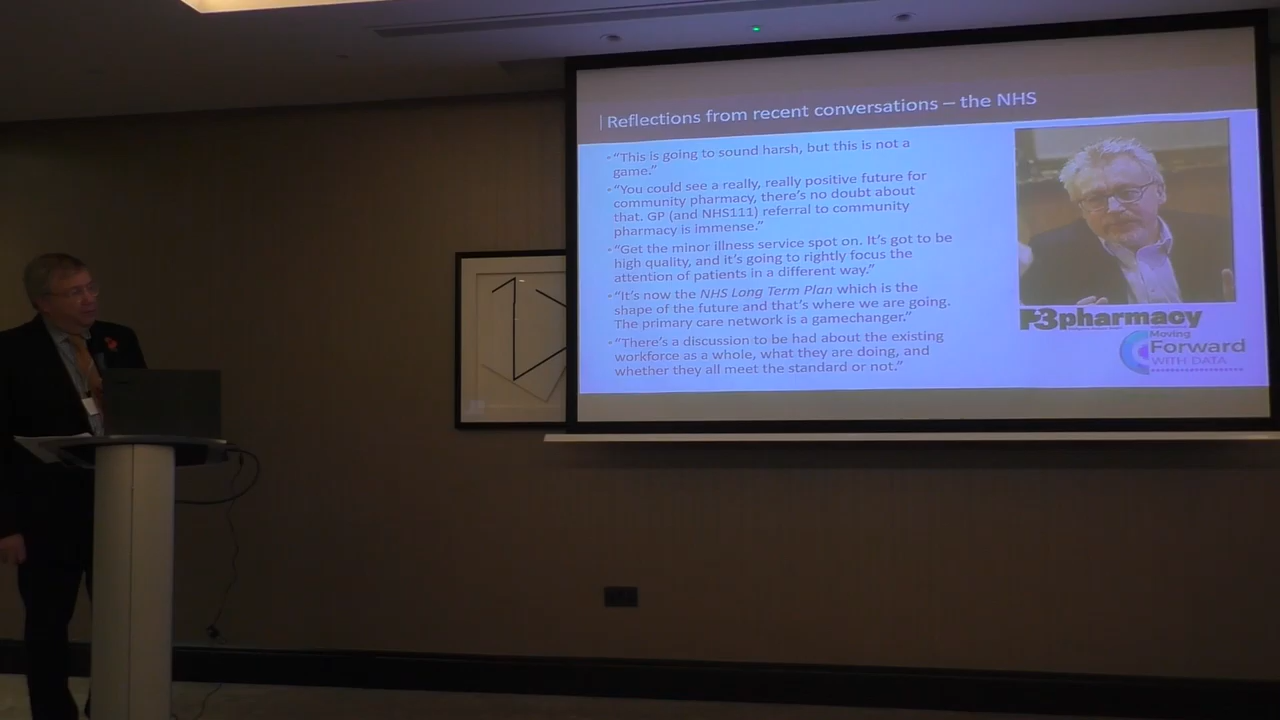 Reflections from recent conversations – the NHS
“This is going to sound harsh, but this is not a
game.”
“You could see a really, really positive future for
community pharmacy, there’s no doubt about
that. GP (and NHS111) referral to community
pharmacy is immense.”
“Get the minor illness service spot on. It’s got to be
high quality, and it’s going to rightly focus the
attention of patients in a different way.”
“It’s now the NHS Long Term Plan which is the
shape of the future and that’s where we are going.
The primary care network is a gamechanger.”
“There’s a discussion to be had about the existing
workforce as a whole, what they are doing, and
whether they all meet the standard or not.”
P3pharmacy
Moving
Forward
WITH DATA